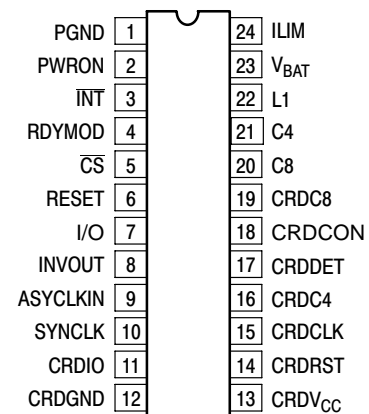 PGND 1 24 ILIM
PWRON 2 23 VBAT
INT 3 22 L1
RDYMOD 4 21 C4
CS 5 20 C8
RESET 6 19 CRDC8
I/O 7 18 CRDCON
INVOUT 8 17 CRDDET
ASYCLKIN 9 16 CRDC4
SYNCLK 10 15 CRDCLK
CRDIO 11 14 CRDRST
CRDGND 12 13 CRDVCC